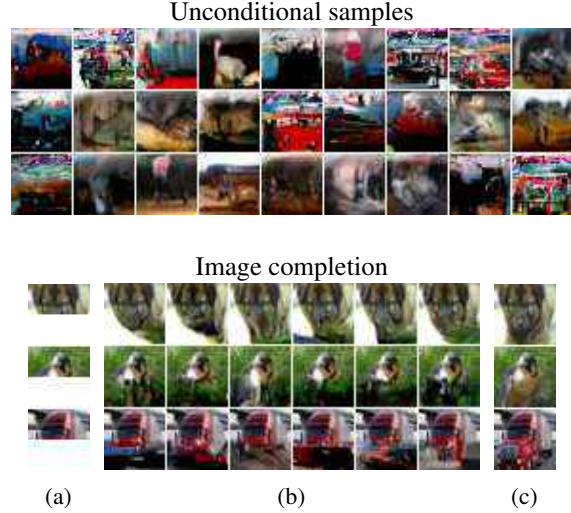 Unconditional samples
Image completion
(a)
(b)
(c)